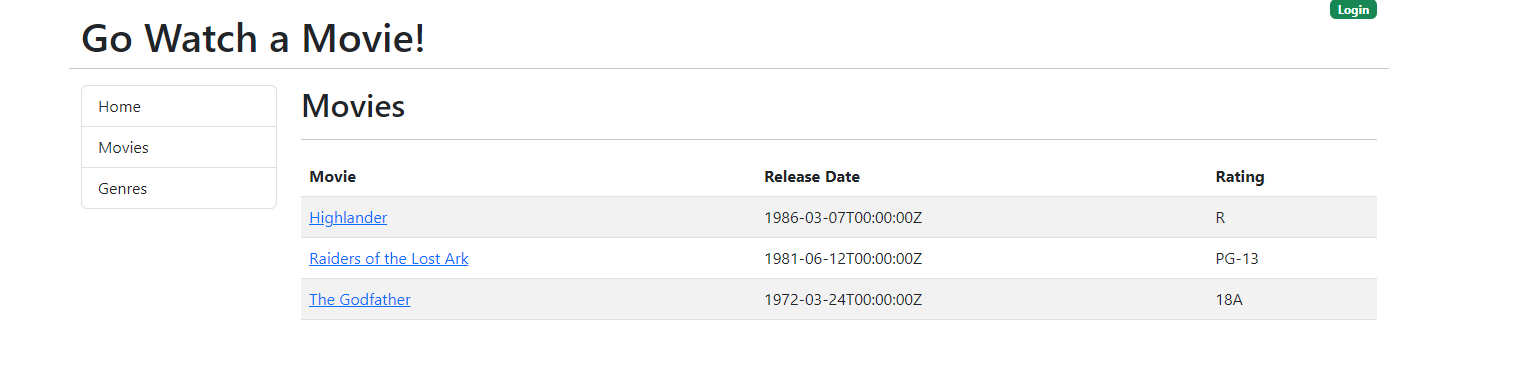 Login
Go Watch a Movie!
Home
Movies
Genres
Movies
Movie Release Date Rating
Highlander 1986-03-07T00:00:00Z R
Raiders of the Lost Ark 1981-06-12T00:00:00Z PG-13
The Godfather 1972-03-24T00:00:00Z 18A